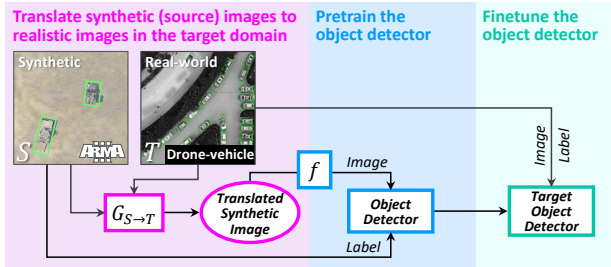 Translate synthetic (source) images to
realistic images in the target domain
Pretrain the
object detector
Finetune the
object detector
Synthetic
S
ARMA
Real-world
T
Drone-vehicle
Image
Label
f
Image
G_{S→T}
Translated
Synthetic
Image
Object
Detector
Target
Object
Detector
Label